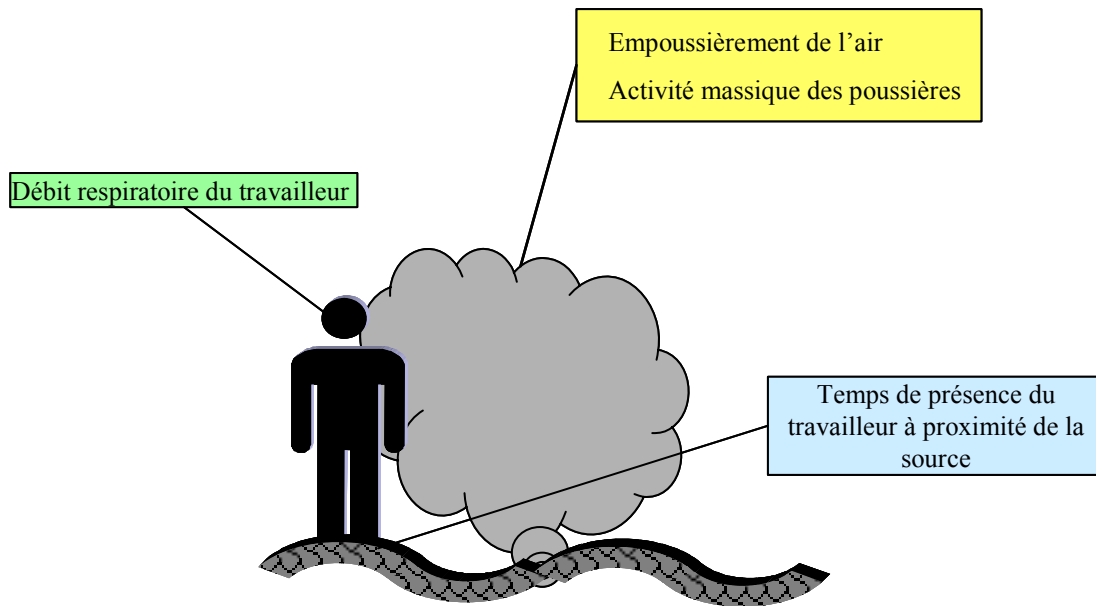 Empoussièrement de l’air
Activité massique des poussières
Débit respiratoire du travailleur
Temps de présence du
travailleur à proximité de la
source